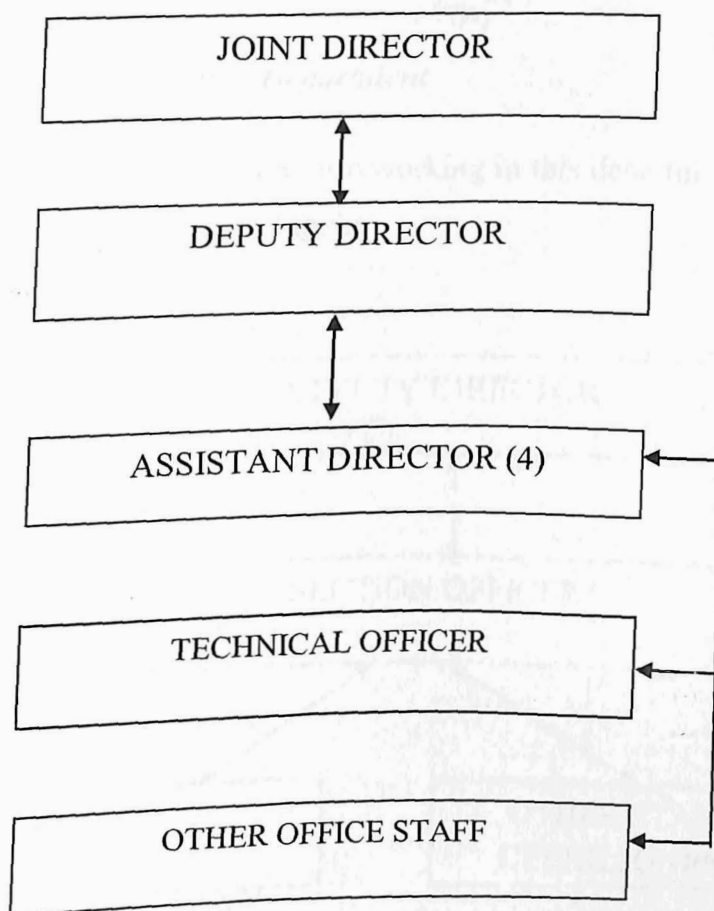 JOINT DIRECTOR
DEPUTY DIRECTOR
ASSISTANT DIRECTOR (4)
TECHNICAL OFFICER
OTHER OFFICE STAFF